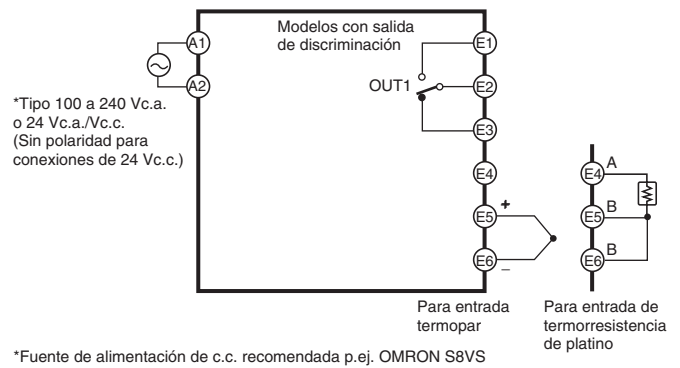 Modelos con salida
de discriminación
A1
A2
*Tipo 100 a 240 Vc.a.
o 24 Vc.a./Vc.c.
(Sin polaridad para
conexiones de 24 Vc.c.)
OUT1
E1
E2
E3
E4
E5
+
E6
–
E4
A
E5
B
E6
B
Para entrada
termopar
Para entrada de
termorresistencia
de platino
*Fuente de alimentación de c.c. recomendada p.ej. OMRON S8VS